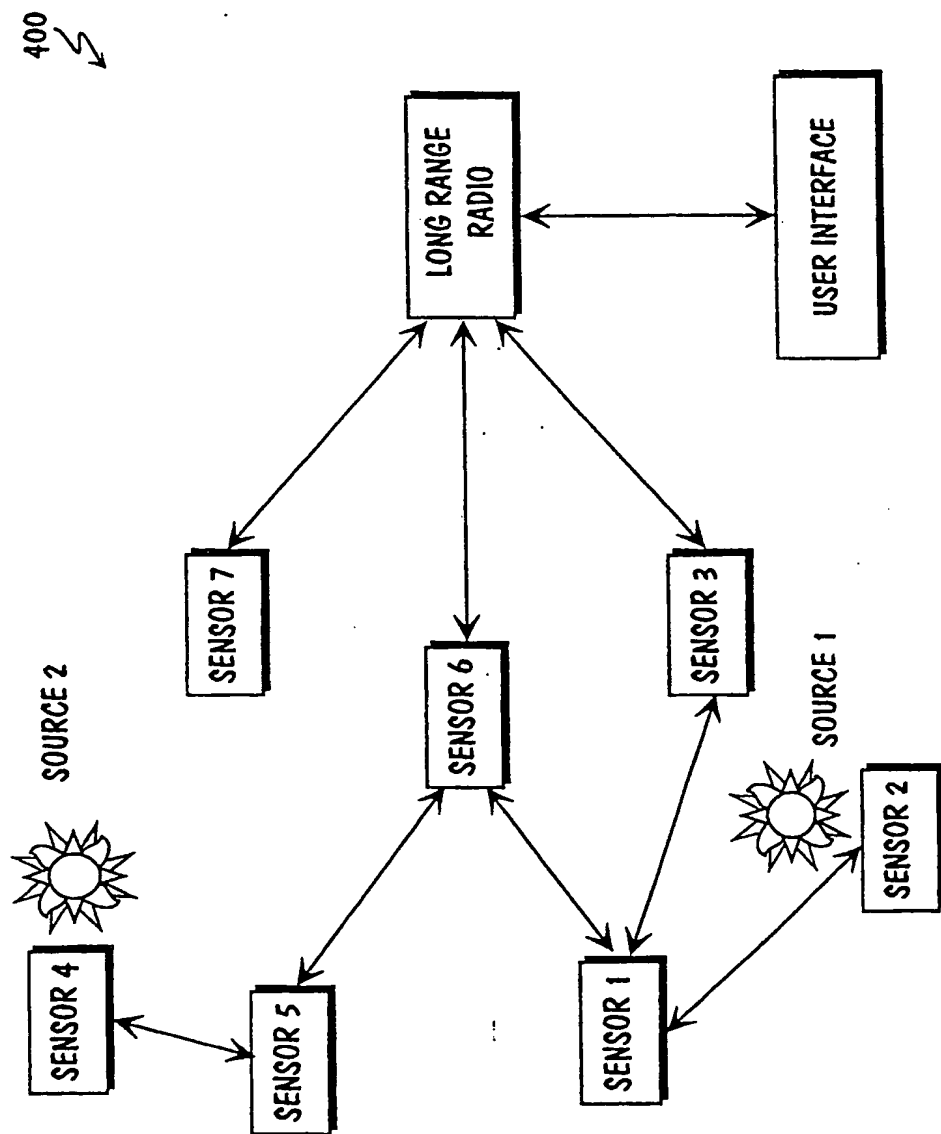 400
SOURCE 2
SENSOR 4
SENSOR 7
SENSOR 5
LONG RANGE
RADIO
SENSOR 6
SENSOR 1
SENSOR 3
SOURCE 1
USER INTERFACE
SENSOR 2